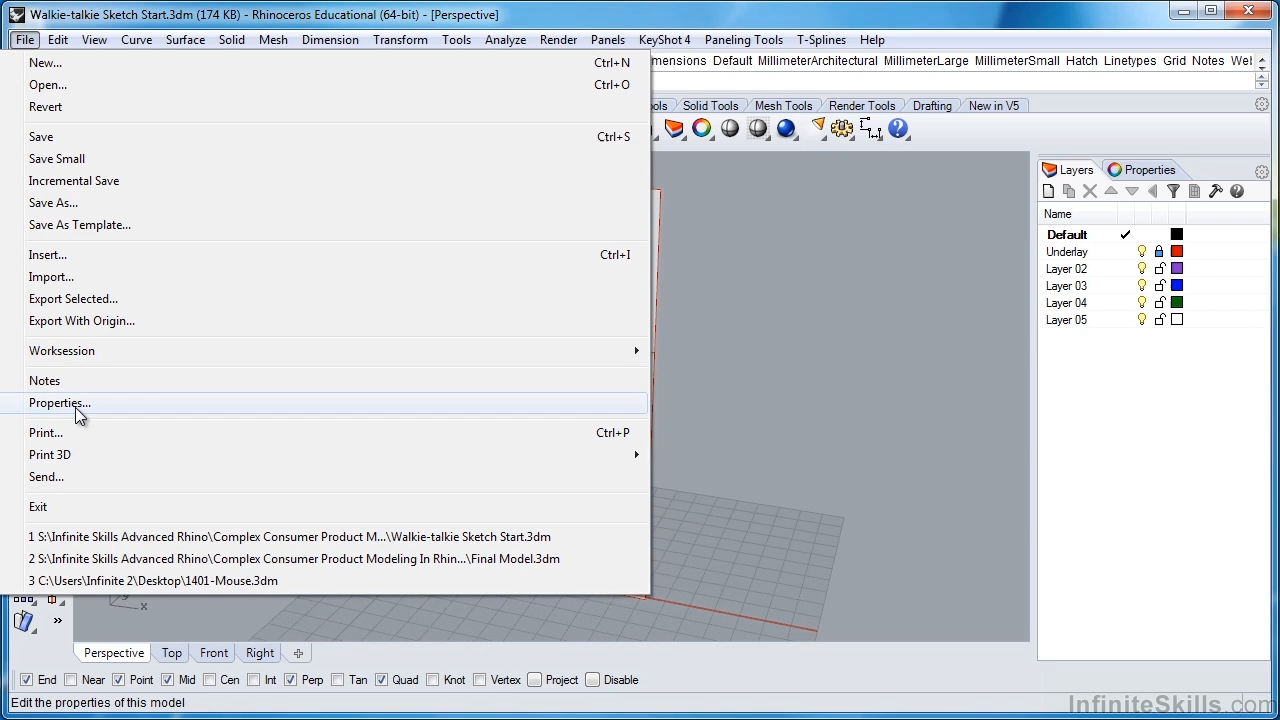 Walkie-talkie Sketch Start.3dm (174 KB) - Rhinoceros Educational (64-bit) - [Perspective]
File Edit View Curve Surface Solid Mesh Dimension Transform Tools Analyze Render Panels KeyShot 4 Paneling Tools T-Splines Help
New... Ctrl+N
mensions Default MillimeterArchitectural MillimeterLarge MillimeterSmall Hatch Linetypes Grid Notes Wel
Open... Ctrl+O
Revert
ols Solid Tools Mesh Tools Render Tools Drafting New in V5
Save Ctrl+S
Save Small
Incremental Save
Save As...
Save As Template...
Insert... Ctrl+I
Import...
Export Selected...
Export With Origin...
Worksession
Notes
Properties...
Print... Ctrl+P
Print 3D
Send...
Exit
1 S:\Infinite Skills Advanced Rhino\Complex Consumer Product M...\Walkie-talkie Sketch Start.3dm
2 S:\Infinite Skills Advanced Rhino\Complex Consumer Product Modeling In Rhin...\Final Model.3dm
3 C:\Users\Infinite 2\Desktop\1401-Mouse.3dm
Layers Properties
Name
Default
Underlay
Layer 02
Layer 03
Layer 04
Layer 05
x
»
Perspective Top Front Right
End Near Point Mid Cen Int Perp Tan Quad Knot Vertex Project Disable
Edit the properties of this model
InfiniteSkills.com